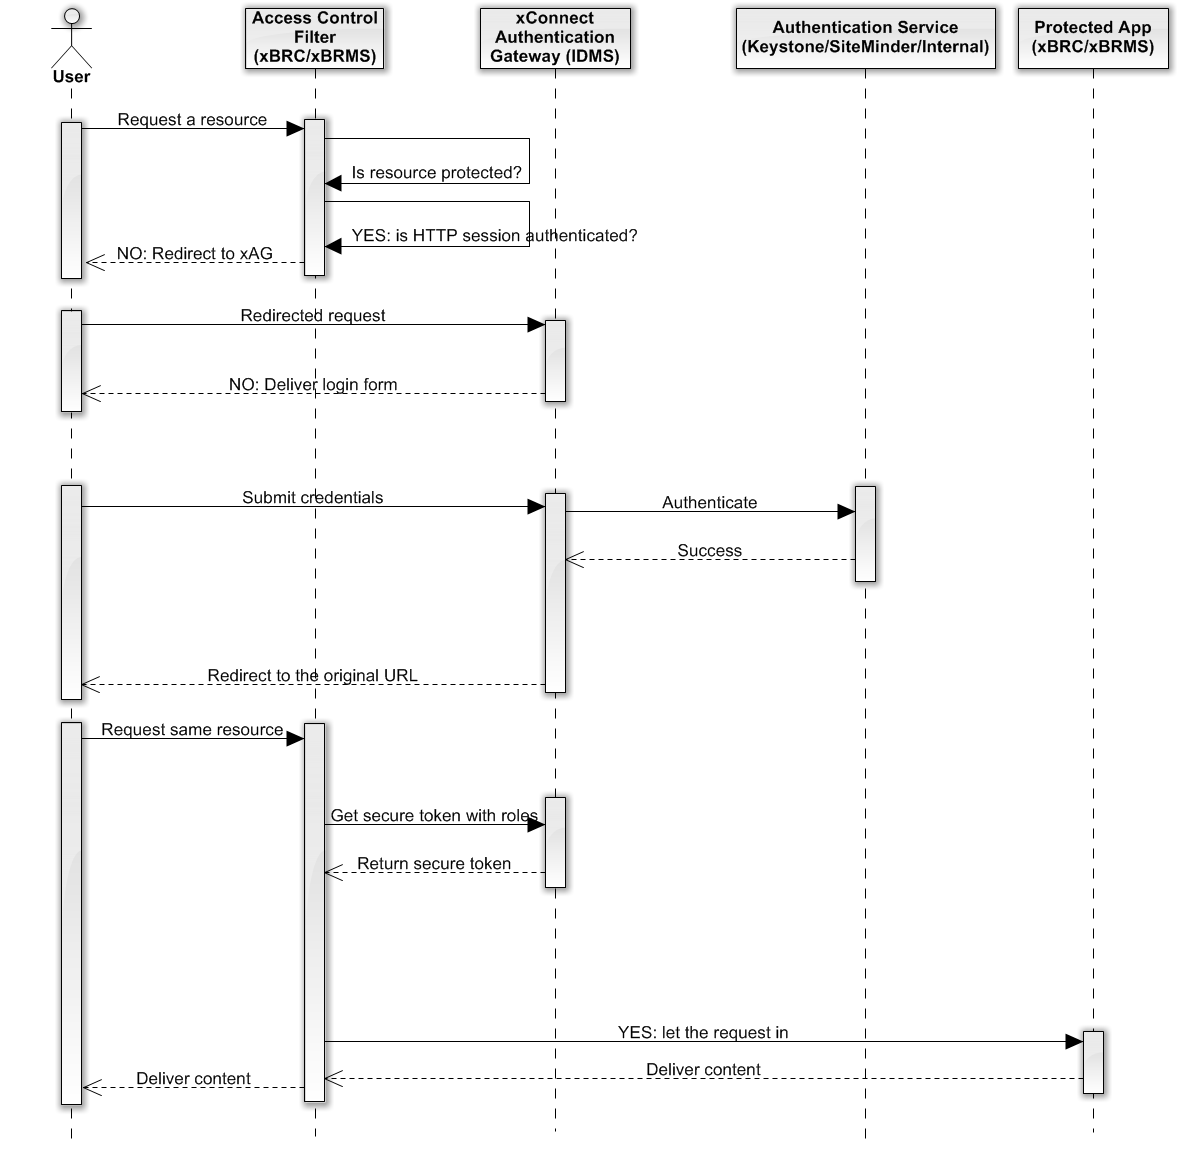 User
Access Control
Filter
(xBRC/xBRMS)
xConnect
Authentication
Gateway (IDMS)
Authentication Service
(Keystone/SiteMinder/Internal)
Protected App
(xBRC/xBRMS)
Request a resource
Is resource protected?
YES: is HTTP session authenticated?
NO: Redirect to xAG
Redirected request
NO: Deliver login form
Submit credentials
Authenticate
Success
Redirect to the original URL
Request same resource
Get secure token with roles
Return secure token
YES: let the request in
Deliver content
Deliver content